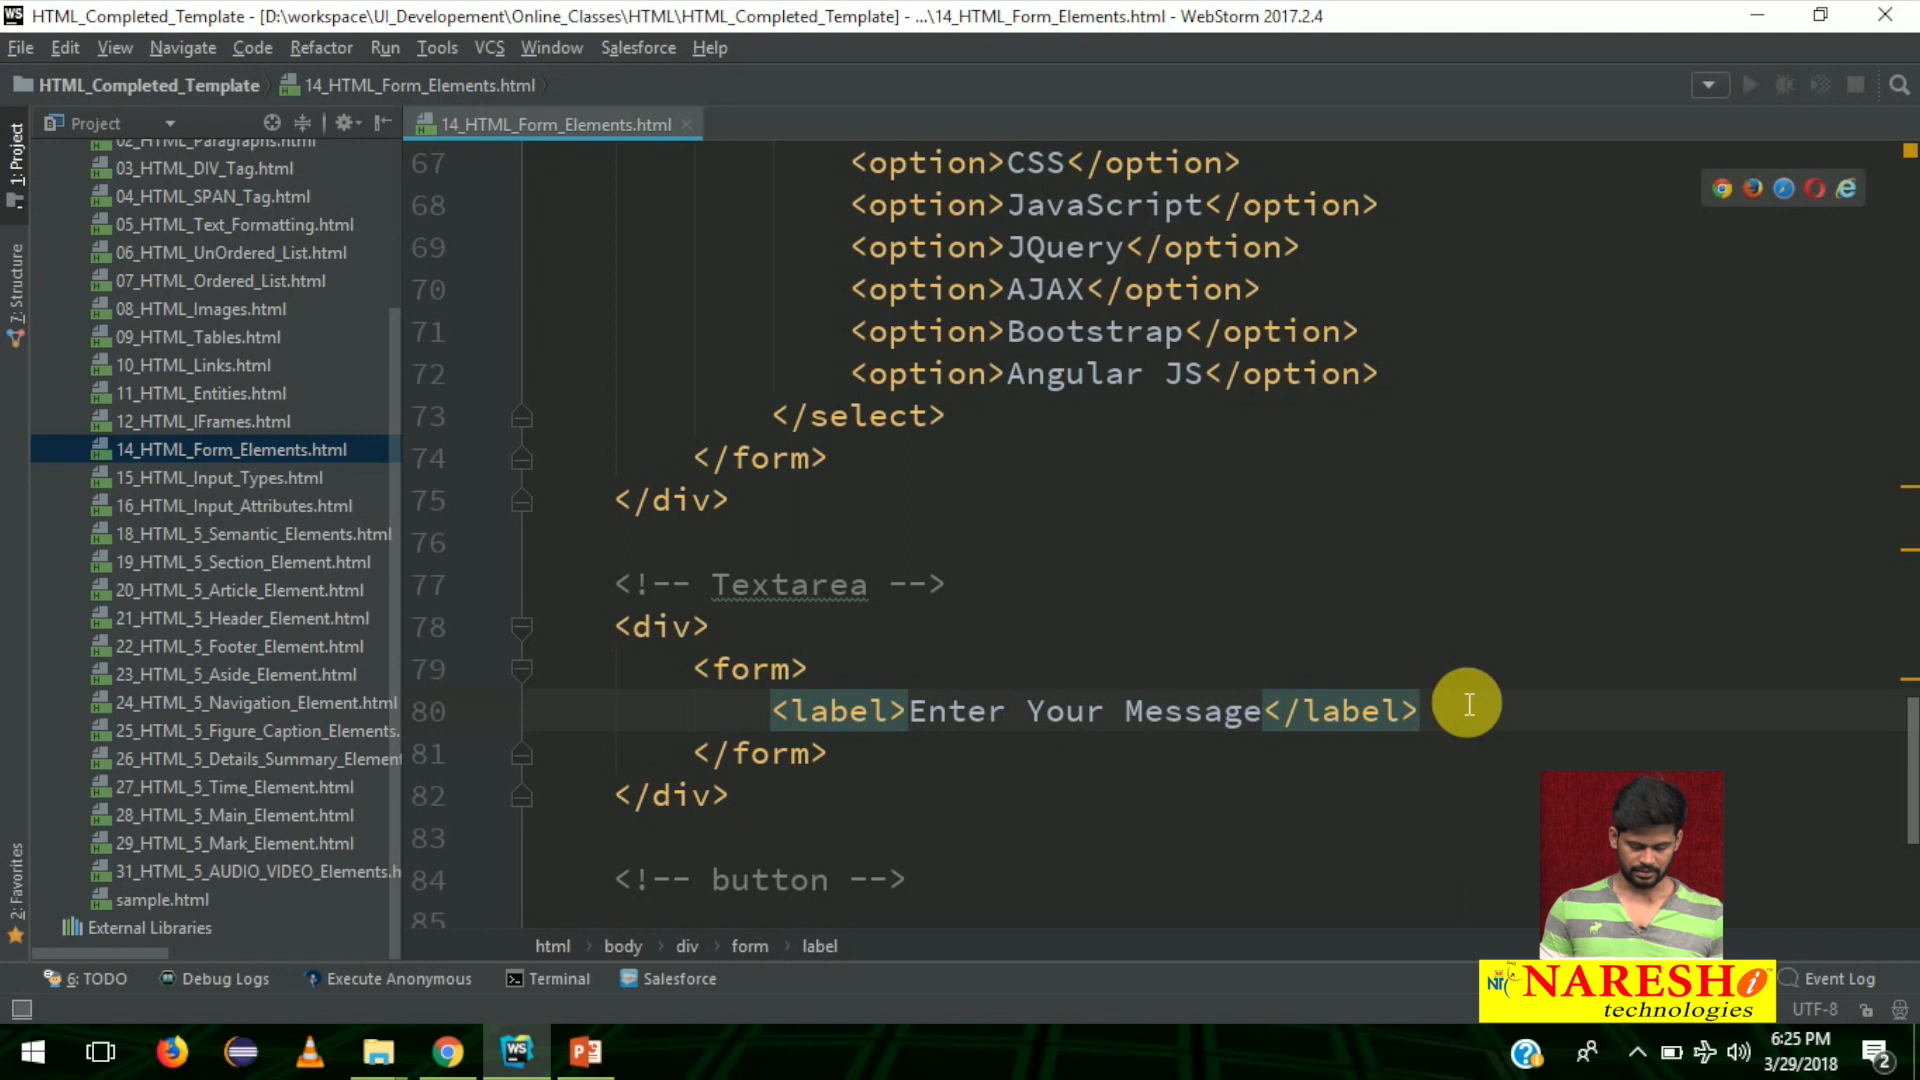 HTML_Completed_Template - [D:\workspace\UI_Developement\Online_Classes\HTML\HTML_Completed_Template] - ...\14_HTML_Form_Elements.html - WebStorm 2017.2.4
File Edit View Navigate Code Refactor Run Tools VCS Window Salesforce Help
HTML_Completed_Template 14_HTML_Form_Elements.html
1: Project
7: Structure
2: Favorites
Project
02_HTML_Paragraphs.html
03_HTML_DIV_Tag.html
04_HTML_SPAN_Tag.html
05_HTML_Text_Formatting.html
06_HTML_UnOrdered_List.html
07_HTML_Ordered_List.html
08_HTML_Images.html
09_HTML_Tables.html
10_HTML_Links.html
11_HTML_Entities.html
12_HTML_IFrames.html
14_HTML_Form_Elements.html
15_HTML_Input_Types.html
16_HTML_Input_Attributes.html
18_HTML_5_Semantic_Elements.html
19_HTML_5_Section_Element.html
20_HTML_5_Article_Element.html
21_HTML_5_Header_Element.html
22_HTML_5_Footer_Element.html
23_HTML_5_Aside_Element.html
24_HTML_5_Navigation_Element.html
25_HTML_5_Figure_Caption_Elements.
26_HTML_5_Details_Summary_Element
27_HTML_5_Time_Element.html
28_HTML_5_Main_Element.html
29_HTML_5_Mark_Element.html
31_HTML_5_AUDIO_VIDEO_Elements.h
sample.html
External Libraries
14_HTML_Form_Elements.html
67 <option>CSS</option>
68 <option>JavaScript</option>
69 <option>JQuery</option>
70 <option>AJAX</option>
71 <option>Bootstrap</option>
72 <option>Angular JS</option>
73 </select>
74 </form>
75 </div>
76
77 <!-- Textarea -->
78 <div>
79 <form>
80 <label>Enter Your Message</label>
81 </form>
82 </div>
83
84 <!-- button -->
85
html body div form label
6: TODO Debug Logs Execute Anonymous Terminal Salesforce Event Log
UTF-8
NARESH i
technologies
6:25 PM
3/29/2018
2